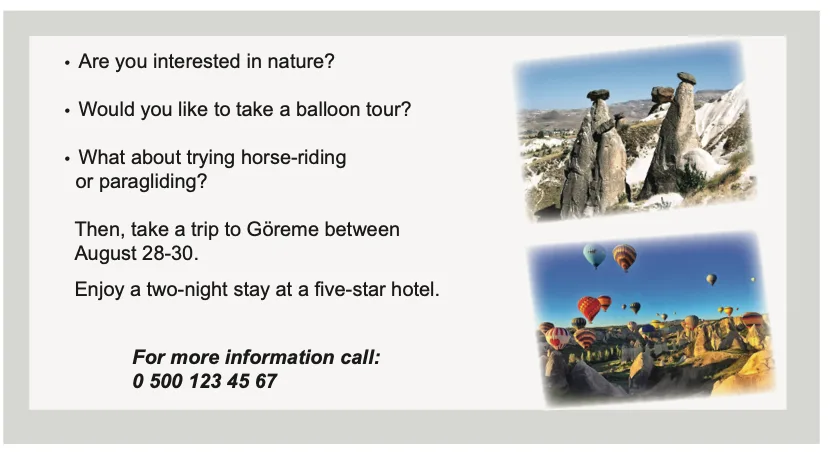 • Are you interested in nature?
• Would you like to take a balloon tour?
• What about trying horse-riding
or paragliding?
Then, take a trip to Göreme between
August 28-30.
Enjoy a two-night stay at a five-star hotel.
For more information call:
0 500 123 45 67